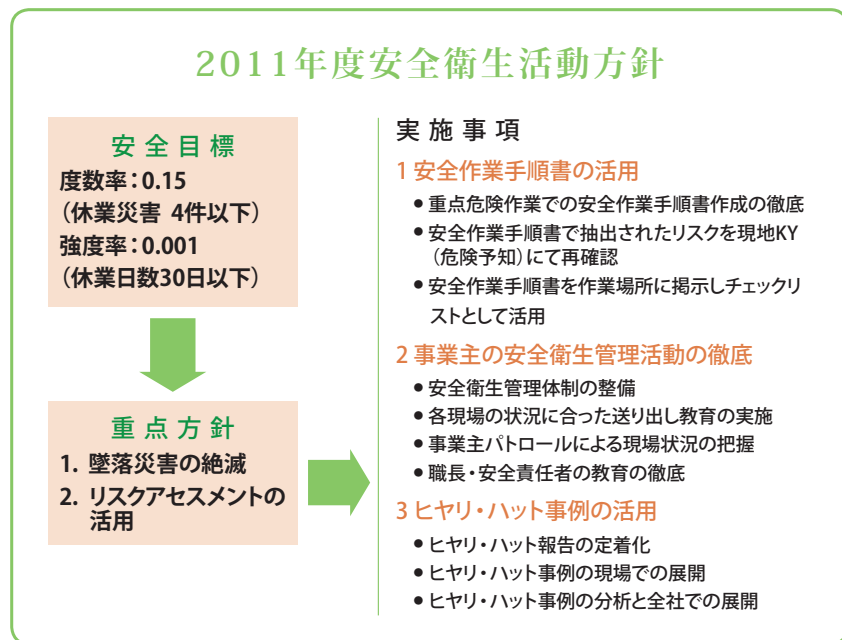 2011年度安全衛生活動方針
安全目標
度数率：0.15
（休業災害 4件以下）
強度率：0.001
（休業日数30日以下）
重点方針
1. 墜落災害の絶滅
2. リスクアセスメントの
活用
実施事項
1 安全作業手順書の活用
● 重点危険作業での安全作業手順書作成の徹底
● 安全作業手順書で抽出されたリスクを現地KY
（危険予知）にて再確認
● 安全作業手順書を作業場所に掲示しチェックリ
ストとして活用
2 事業主の安全衛生管理活動の徹底
● 安全衛生管理体制の整備
● 各現場の状況に合った送り出し教育の実施
● 事業主パトロールによる現場状況の把握
● 職長・安全責任者の教育の徹底
3 ヒヤリ・ハット事例の活用
● ヒヤリ・ハット報告の定着化
● ヒヤリ・ハット事例の現場での展開
● ヒヤリ・ハット事例の分析と全社での展開